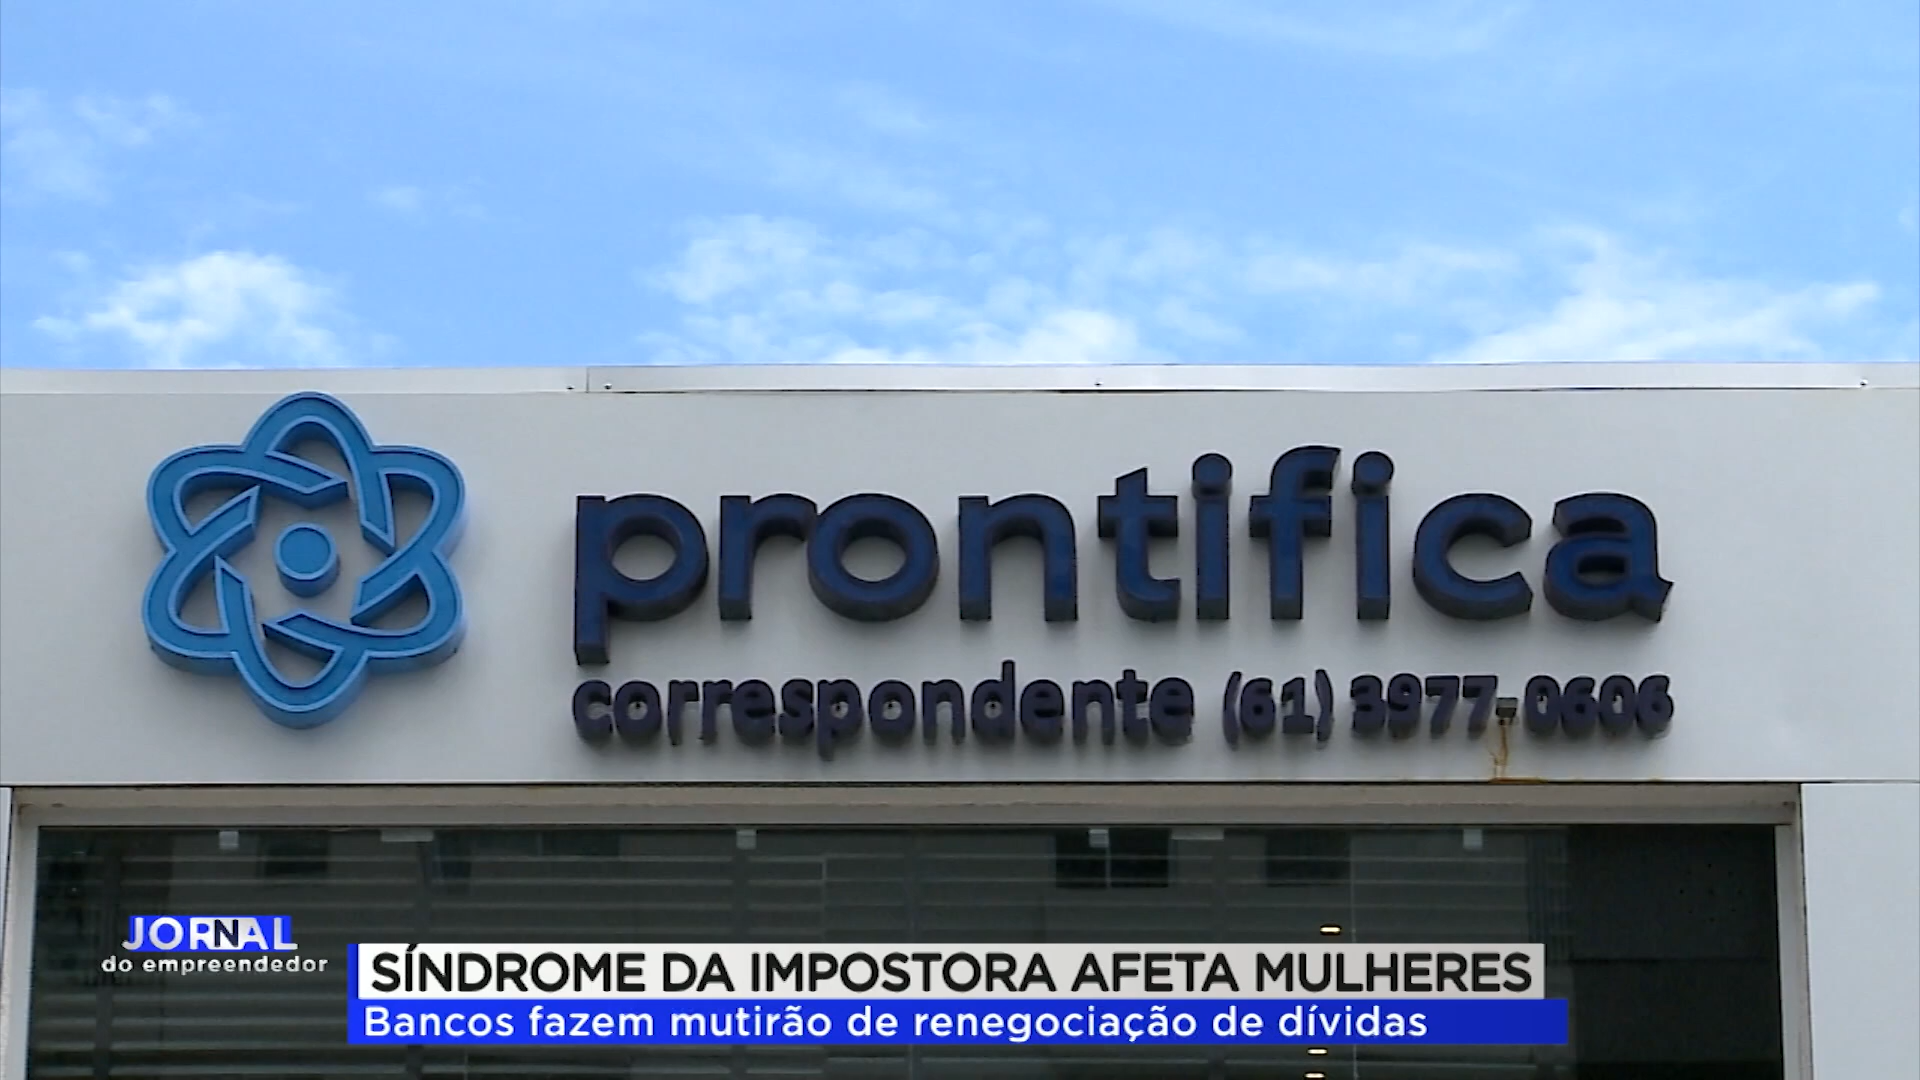 prontifica
correspondente (61) 3977-0606
JORNAL
do empreendedor
SÍNDROME DA IMPOSTORA AFETA MULHERES
Bancos fazem mutirão de renegociação de dívidas